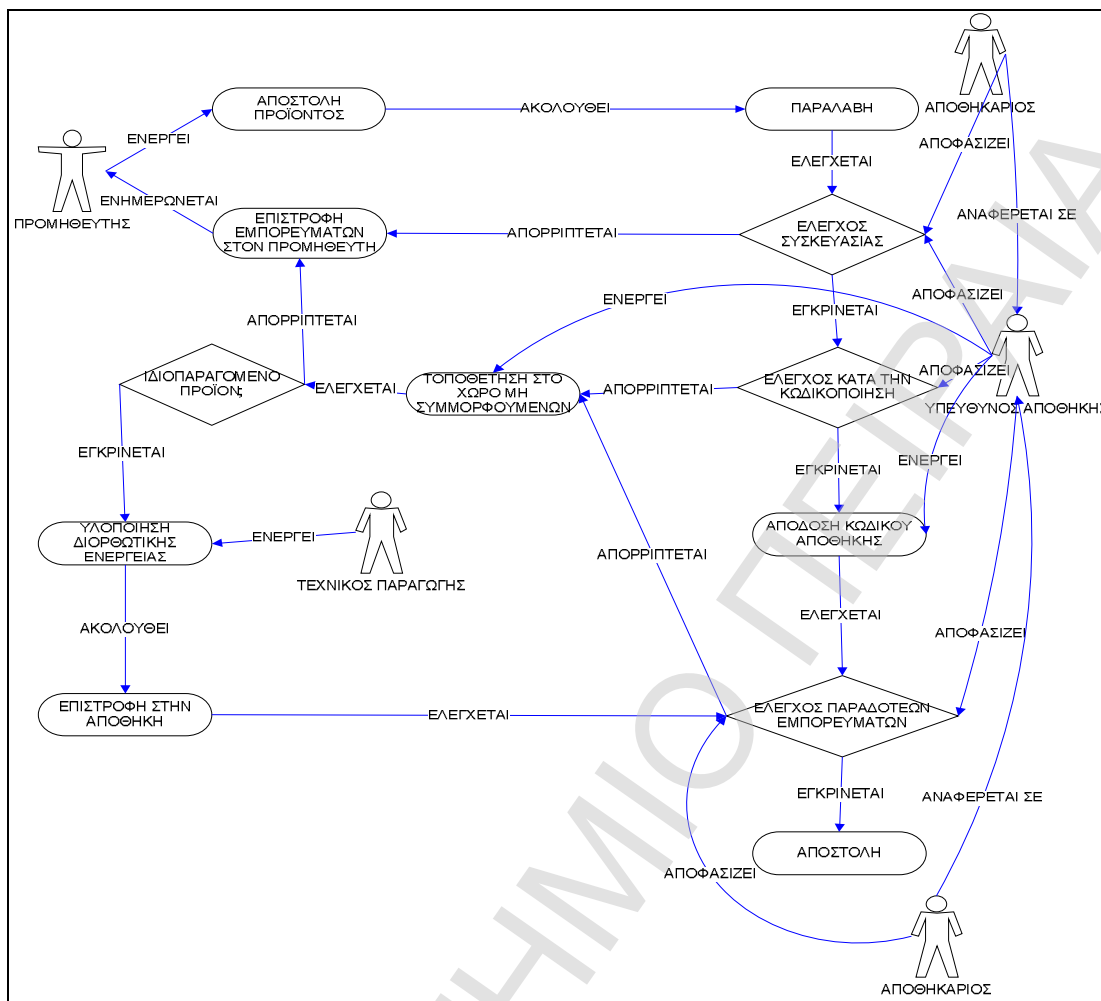 ΑΠΟΣΤΟΛΗ
ΠΡΟΪΟΝΤΟΣ
ΑΚΟΛΟΥΘΕΙ
ΠΑΡΑΛΑΒΗ
ΑΠΟΘΗΚΑΡΙΟΣ
ΕΝΕΡΓΕΙ
ΑΠΟΦΑΣΙΖΕΙ
ΕΛΕΓΧΕΤΑΙ
ΠΡΟΜΗΘΕΥΤΗΣ
ΕΝΗΜΕΡΩΝΕΤΑΙ
ΕΠΙΣΤΡΟΦΗ
ΕΜΠΟΡΕΥΜΑΤΩΝ
ΣΤΟΝ ΠΡΟΜΗΘΕΥΤΗ
ΑΠΟΡΡΙΠΤΕΤΑΙ
ΕΛΕΓΧΟΣ
ΣΥΣΚΕΥΑΣΙΑΣ
ΑΝΑΦΕΡΕΤΑΙ ΣΕ
ΕΝΕΡΓΕΙ
ΑΠΟΦΑΣΙΖΕΙ
ΕΓΚΡΙΝΕΤΑΙ
ΑΠΟΡΡΙΠΤΕΤΑΙ
ΙΔΙΟΠΑΡΑΓΟΜΕΝΟ
ΠΡΟΪΟΝ;
ΕΛΕΓΧΕΤΑΙ
ΤΟΠΟΘΕΤΗΣΗ ΣΤΟ
ΧΩΡΟ ΜΗ
ΣΥΜΜΟΡΦΟΥΜΕΝΩΝ
ΑΠΟΡΡΙΠΤΕΤΑΙ
ΕΛΕΓΧΟΣ ΚΑΤΑ ΤΗΝ
ΚΩΔΙΚΟΠΟΙΗΣΗ
ΑΠΟΦΑΣΙΖΕΙ
ΥΠΕΥΘΥΝΟΣ ΑΠΟΘΗΚΗΣ
ΕΓΚΡΙΝΕΤΑΙ
ΕΓΚΡΙΝΕΤΑΙ
ΕΝΕΡΓΕΙ
ΥΛΟΠΟΙΗΣΗ
ΔΙΟΡΘΩΤΙΚΗΣ
ΕΝΕΡΓΕΙΑΣ
ΕΝΕΡΓΕΙ
ΤΕΧΝΙΚΟΣ ΠΑΡΑΓΩΓΗΣ
ΑΠΟΡΡΙΠΤΕΤΑΙ
ΑΠΟΔΟΣΗ ΚΩΔΙΚΟΥ
ΑΠΟΘΗΚΗΣ
ΑΚΟΛΟΥΘΕΙ
ΕΛΕΓΧΕΤΑΙ
ΑΠΟΦΑΣΙΖΕΙ
ΕΠΙΣΤΡΟΦΗ ΣΤΗΝ
ΑΠΟΘΗΚΗ
ΕΛΕΓΧΕΤΑΙ
ΕΛΕΓΧΟΣ ΠΑΡΑΔΟΤΕΩΝ
ΕΜΠΟΡΕΥΜΑΤΩΝ
ΕΓΚΡΙΝΕΤΑΙ
ΑΝΑΦΕΡΕΤΑΙ ΣΕ
ΑΠΟΣΤΟΛΗ
ΑΠΟΦΑΣΙΖΕΙ
ΑΠΟΘΗΚΑΡΙΟΣ
ΗΜΙΟ ΠΕΙΡΑΙΑ